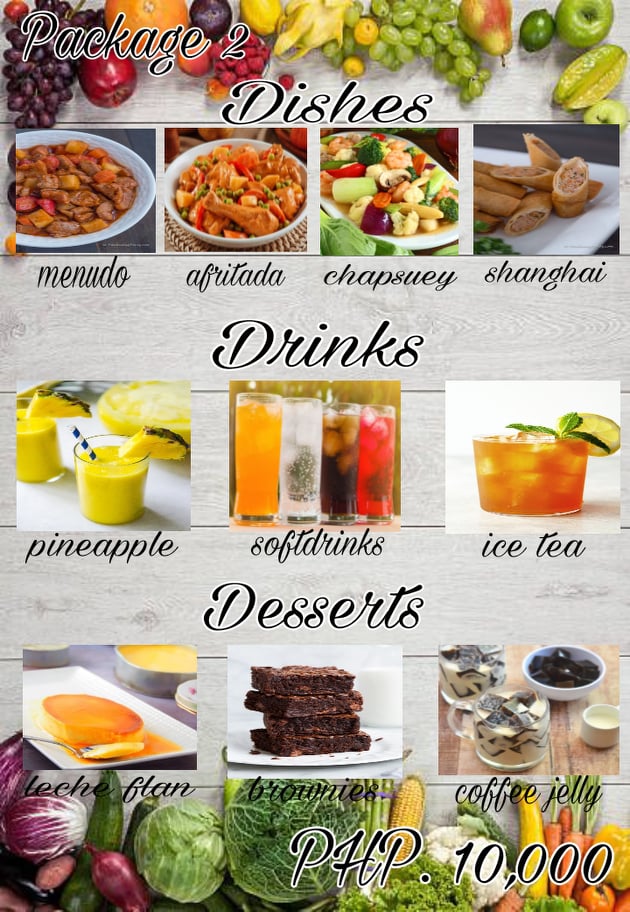 Package 2
Dishes
menudo afritada chapsuey shanghai
Drinks
pineapple softdrinks ice tea
Desserts
leche flan brownies coffee jelly
PHP. 10,000